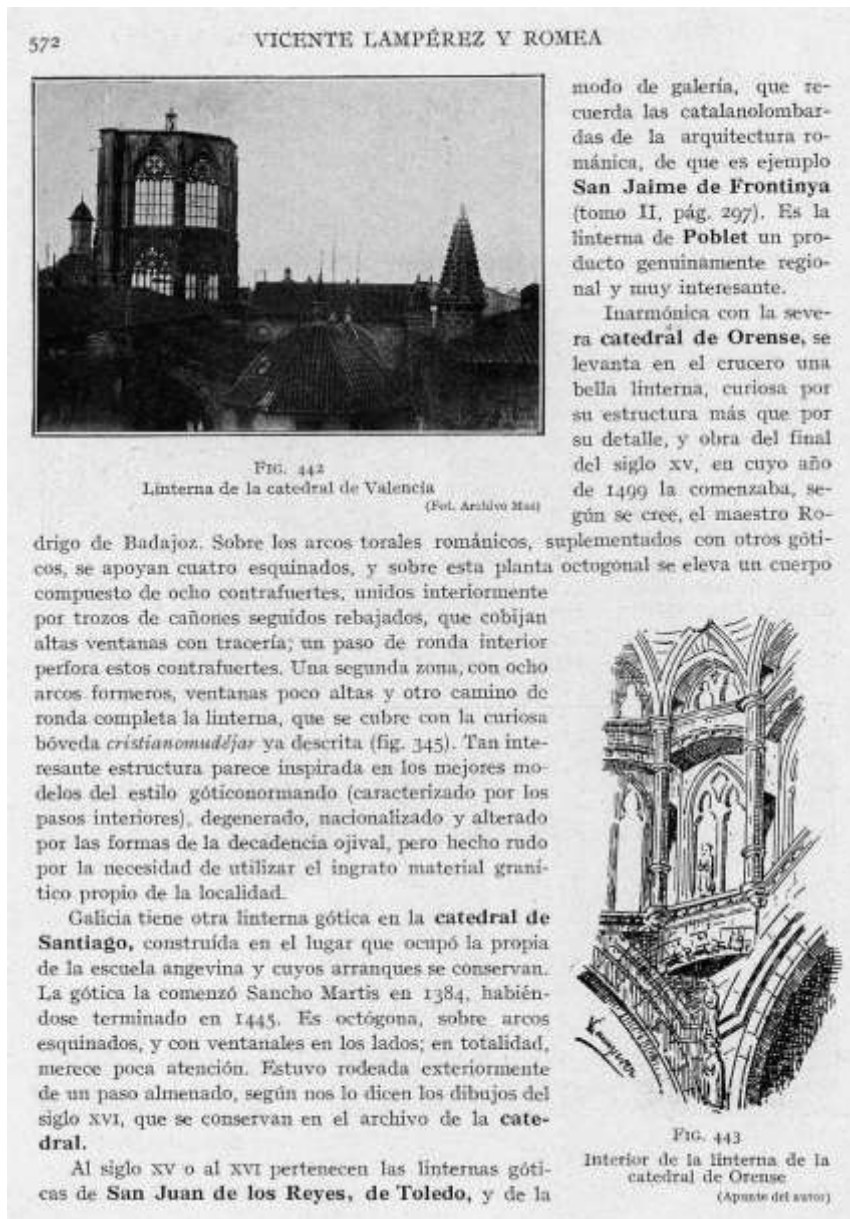 572
VICENTE LAMPÉREZ Y ROMEA
modo de galería, que re-
cuerda las catalanolombar-
das de la arquitectura ro-
mánica, de que es ejemplo
San Jaime de Frontinya
(tomo II, pág. 297). Es la
linterna de Poblet un pro-
ducto genuinamente regio-
nal y muy interesante.
Inarmónica con la seve-
ra catedral de Orense, se
levanta en el crucero una
bella linterna, curiosa por
su estructura más que por
su detalle, y obra del final
del siglo XV, en cuyo año
de 1499 la comenzaba, se-
gún se cree, el maestro Ro-
FIG. 442
Linterna de la catedral de Valencia
(Fot. Archivo Mas)
drigo de Badajoz. Sobre los arcos torales románicos, suplementados con otros góti-
cos, se apoyan cuatro esquinados, y sobre esta planta octogonal se eleva un cuerpo
compuesto de ocho contrafuertes, unidos interiormente
por trozos de cañones seguidos rebajados, que cobijan
altas ventanas con tracería; un paso de ronda interior
perfora estos contrafuertes. Una segunda zona, con ocho
arcos formeros, ventanas poco altas y otro camino de
ronda completa la linterna, que se cubre con la curiosa
bóveda cristianomudéjar ya descrita (fig. 345). Tan inte-
resante estructura parece inspirada en los mejores mo-
delos del estilo góticonormando (caracterizado por los
pasos interiores), degenerado, nacionalizado y alterado
por las formas de la decadencia ojival, pero hecho rudo
por la necesidad de utilizar el ingrato material graní-
tico propio de la localidad.
Galicia tiene otra linterna gótica en la catedral de
Santiago, construída en el lugar que ocupó la propia
de la escuela angevina y cuyos arranques se conservan.
La gótica la comenzó Sancho Martis en 1384, habién-
dose terminado en 1445. Es octógona, sobre arcos
esquinados, y con ventanales en los lados; en totalidad,
merece poca atención. Estuvo rodeada exteriormente
de un paso almenado, según nos lo dicen los dibujos del
siglo XVI, que se conservan en el archivo de la cate-
dral.
Al siglo XV o al XVI pertenecen las linternas góti-
cas de San Juan de los Reyes, de Toledo, y de la
FIG. 443
Interior de la linterna de la
catedral de Orense
(Apunte del autor)